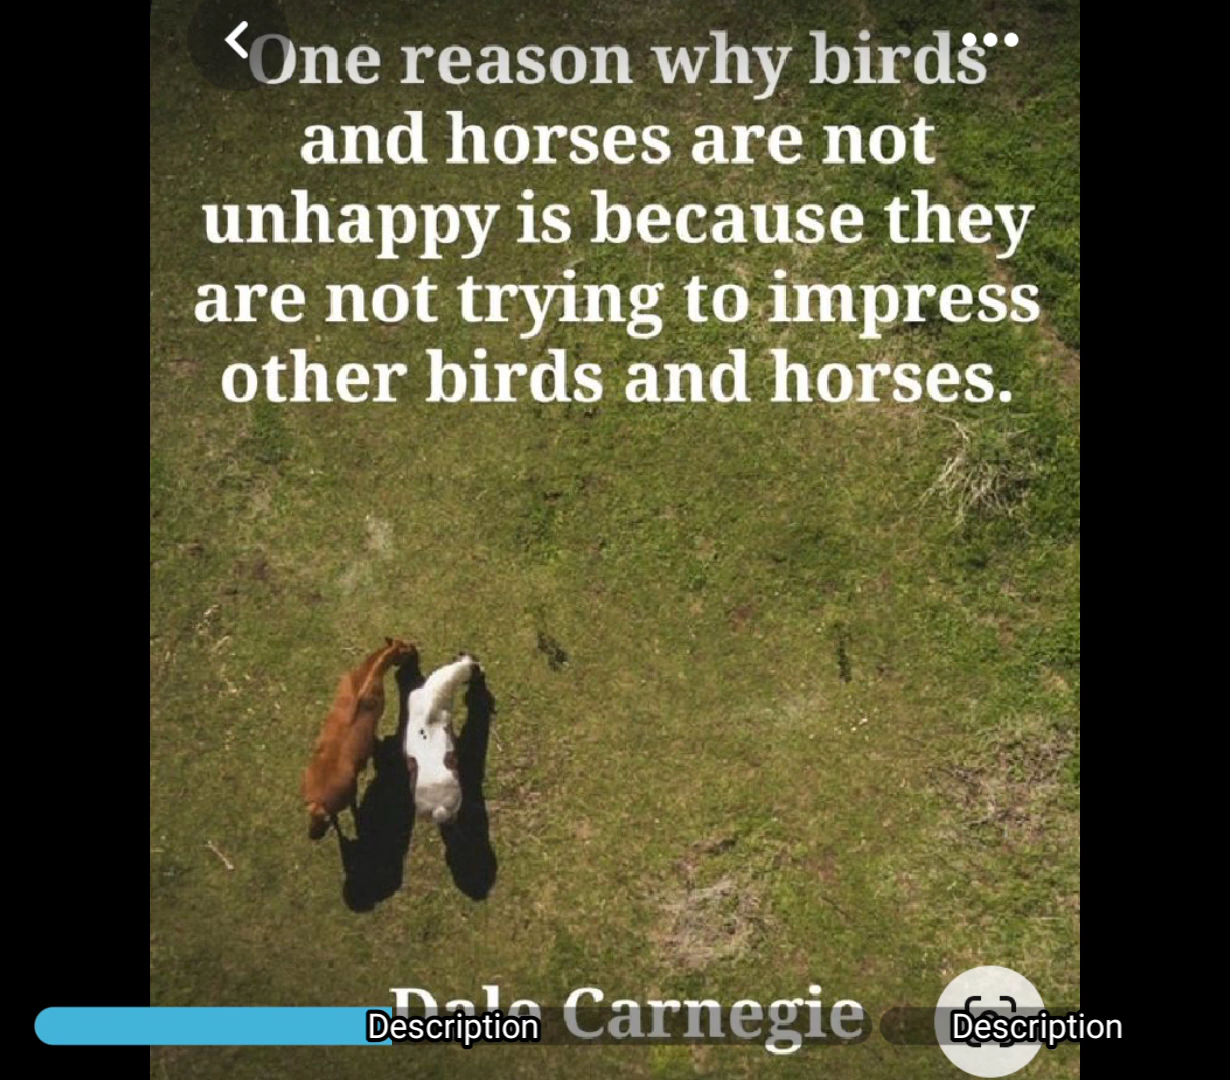 One reason why birds
and horses are not
unhappy is because they
are not trying to impress
other birds and horses.
Dale Carnegie
Description
Description